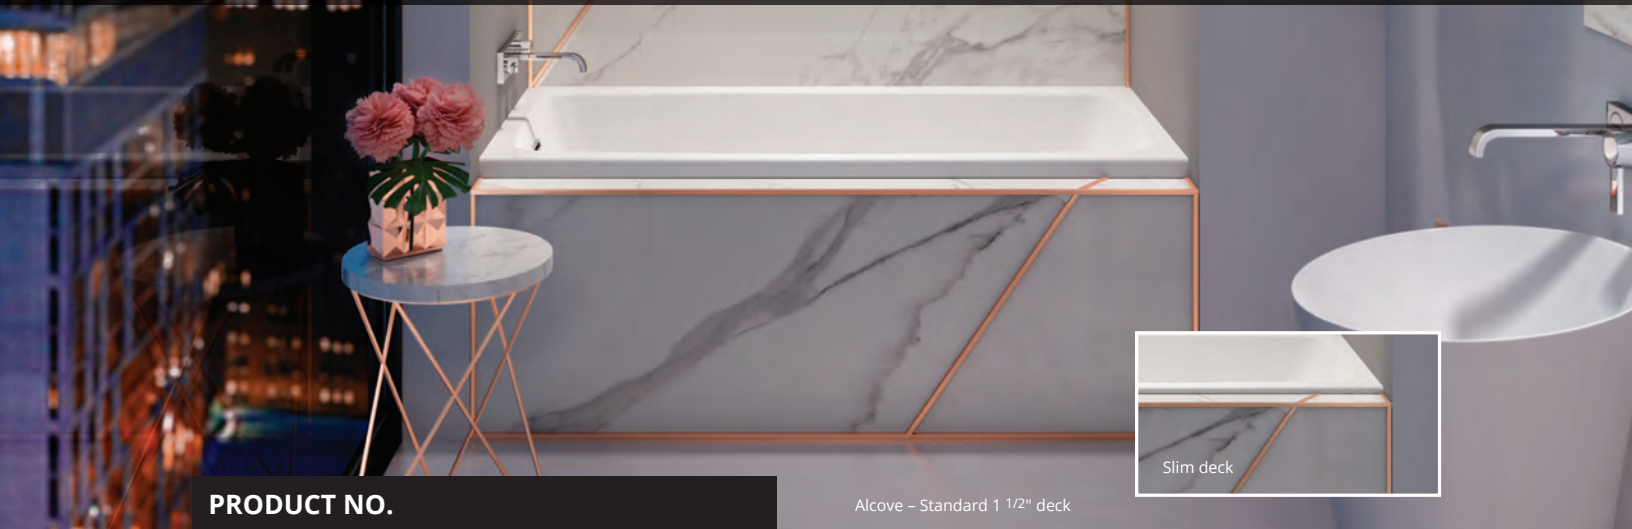 Slim deck
PRODUCT NO.
Alcove – Standard 1 1/2" deck